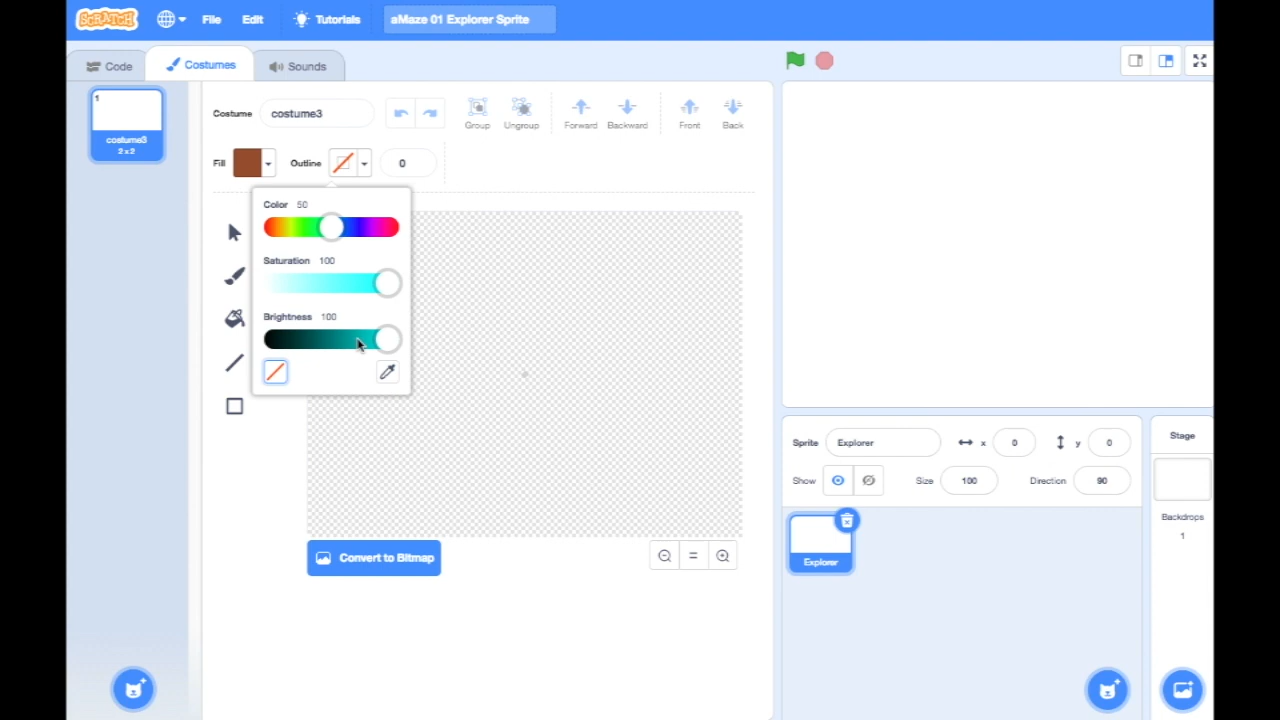 SCRATCH File Edit Tutorials aMaze 01 Explorer Sprite
Code Costumes Sounds
1
costume3
2 x 2
Costume costume3 Group Ungroup Forward Backward Front Back
Fill Outline 0
Color 50
Saturation 100
Brightness 100
Convert to Bitmap
=
Sprite Explorer x 0 y 0
Show Size 100 Direction 90
Explorer
Stage
Backdrops
1